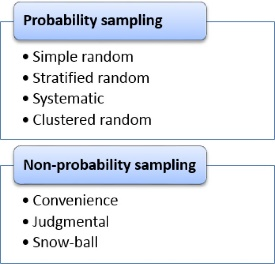 Probability sampling
• Simple random
• Stratified random
• Systematic
• Clustered random
Non-probability sampling
• Convenience
• Judgmental
• Snow-ball